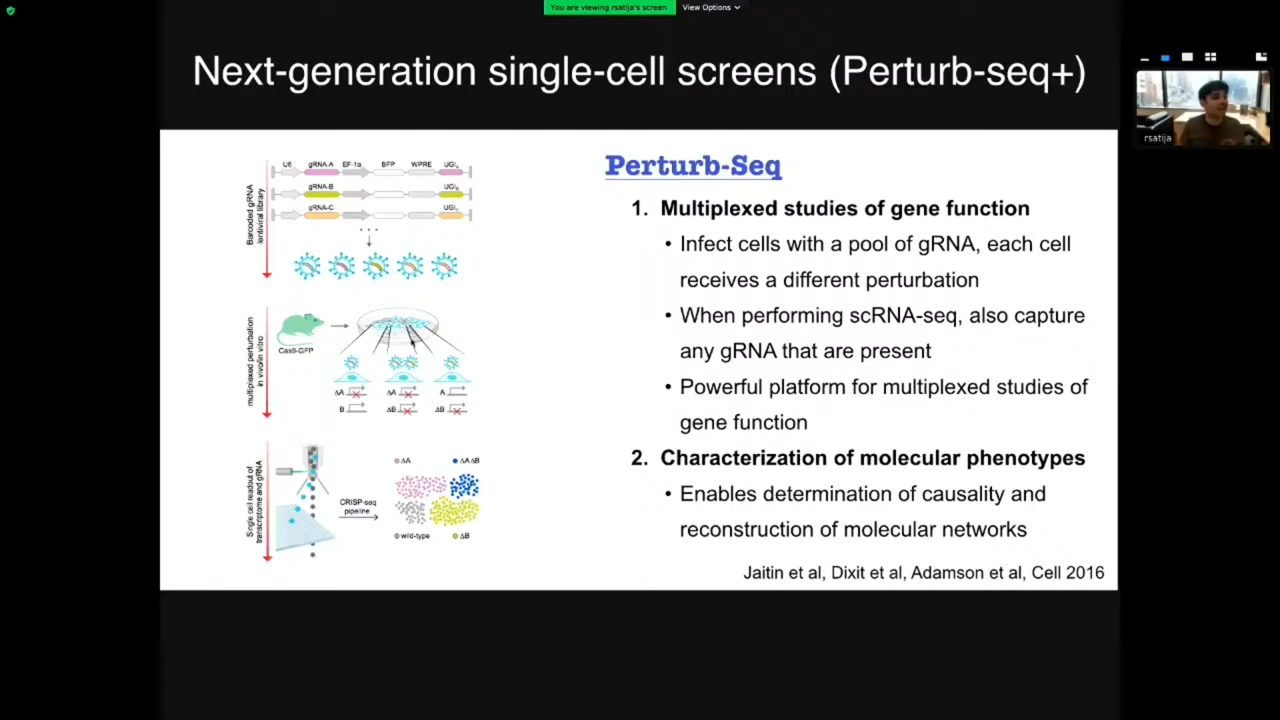 You are viewing rsatija's screen
View Options
Next-generation single-cell screens (Perturb-seq+)
rsatija
Barcoded gRNA
lentiviral library
U6 gRNA-A EF-1a BFP WPRE UGI
gRNA-B UGI
gRNA-C UGI
multiplexed perturbation
in vivo/in vitro
Cas9-GFP
ΔA ΔA A
B ΔB ΔB
Single cell readout of
transcriptome and gRNA
CRISP-seq
pipeline
ΔA ΔAΔB
wild-type ΔB
Perturb-Seq
1. Multiplexed studies of gene function
• Infect cells with a pool of gRNA, each cell
receives a different perturbation
• When performing scRNA-seq, also capture
any gRNA that are present
• Powerful platform for multiplexed studies of
gene function
2. Characterization of molecular phenotypes
• Enables determination of causality and
reconstruction of molecular networks
Jaitin et al, Dixit et al, Adamson et al, Cell 2016